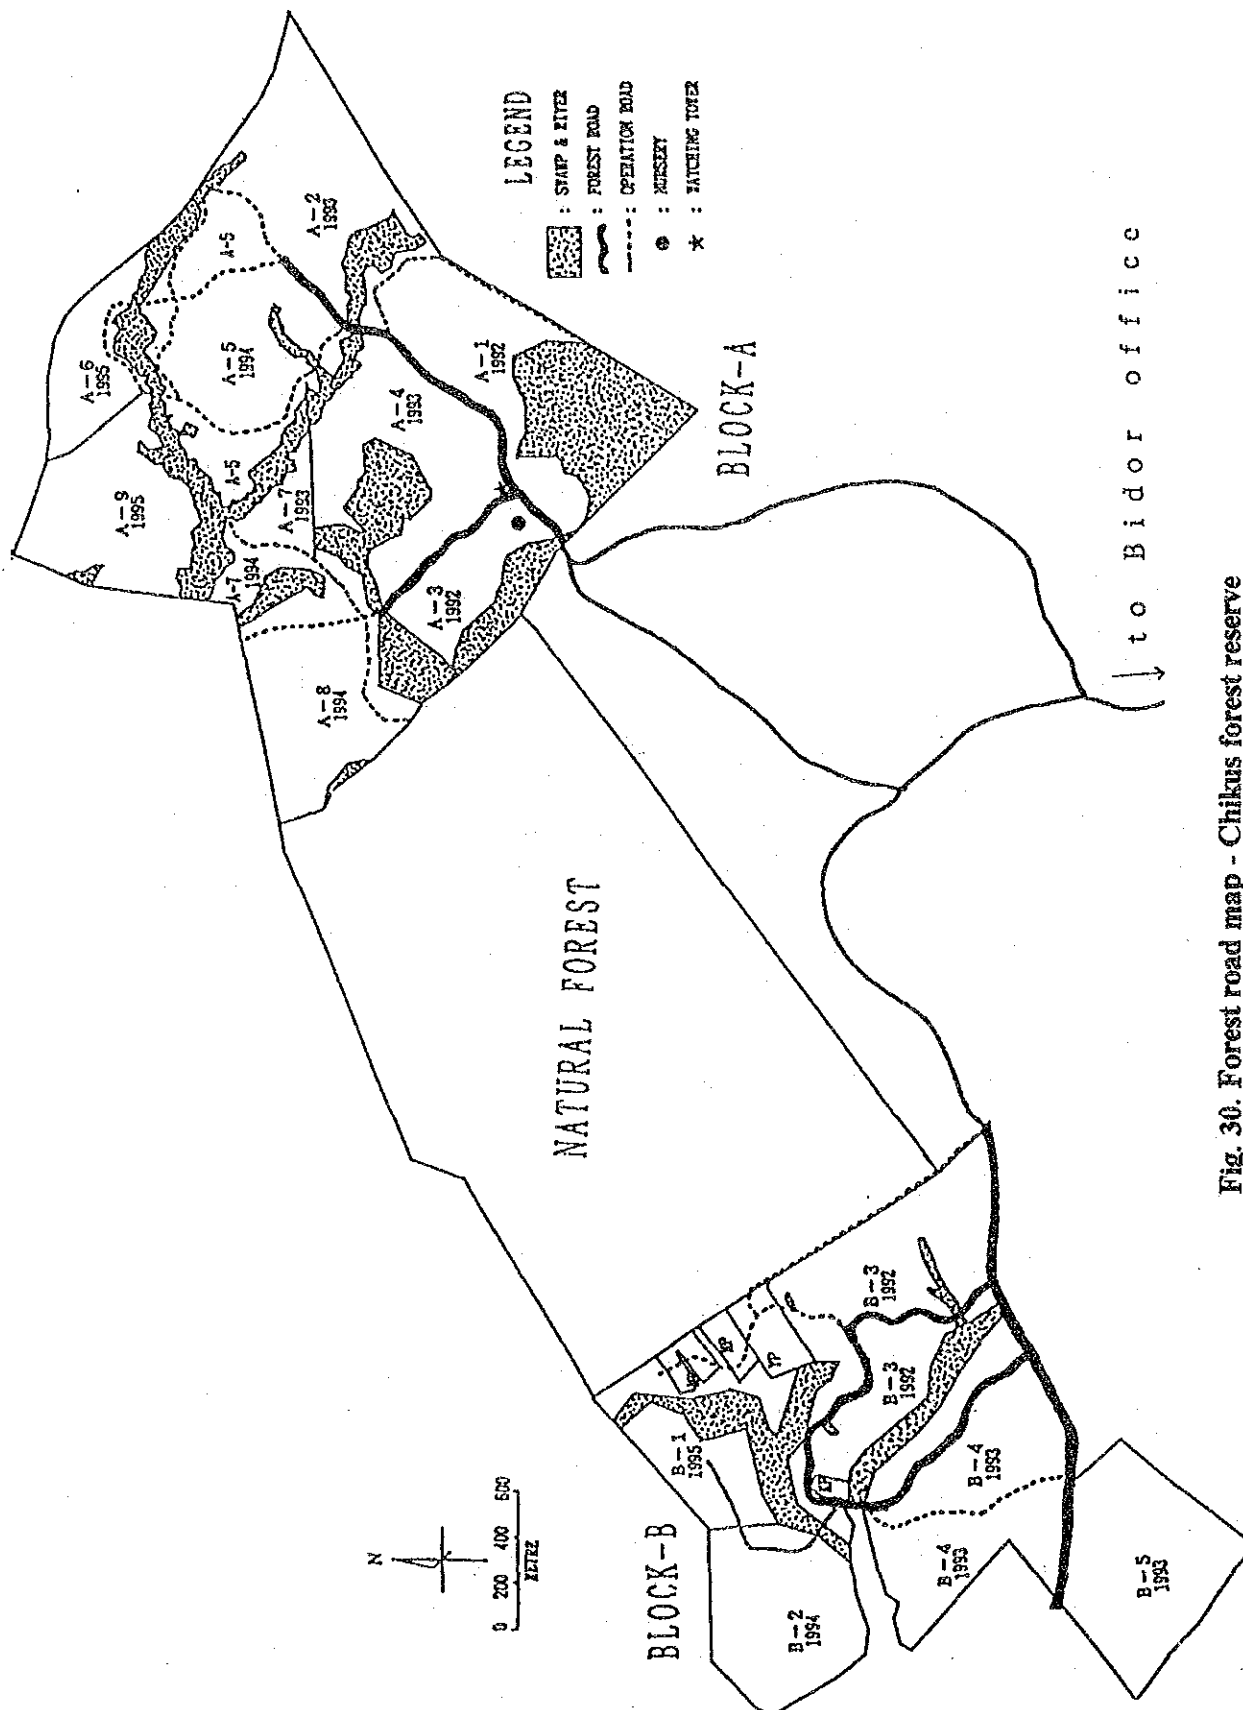 N
0 200 400 600
METRE
BLOCK-B
B-1
1995
B-2
1994
B-3
1992
B-3
1992
B-4
1993
B-4
1993
B-5
1993
YP
NATURAL FOREST
BLOCK-A
A-1
1992
A-2
1993
A-3
1992
A-4
1993
A-5
1994
A-5
A-5
A-6
1995
A-7
1993
A-7
1994
A-8
1994
A-9
1995
LEGEND
: SWAMP & RIVER
: FOREST ROAD
: OPERATION ROAD
: NURSERY
: WATCHING TOWER
to Bidor office
Fig. 30. Forest road map - Chikus forest reserve